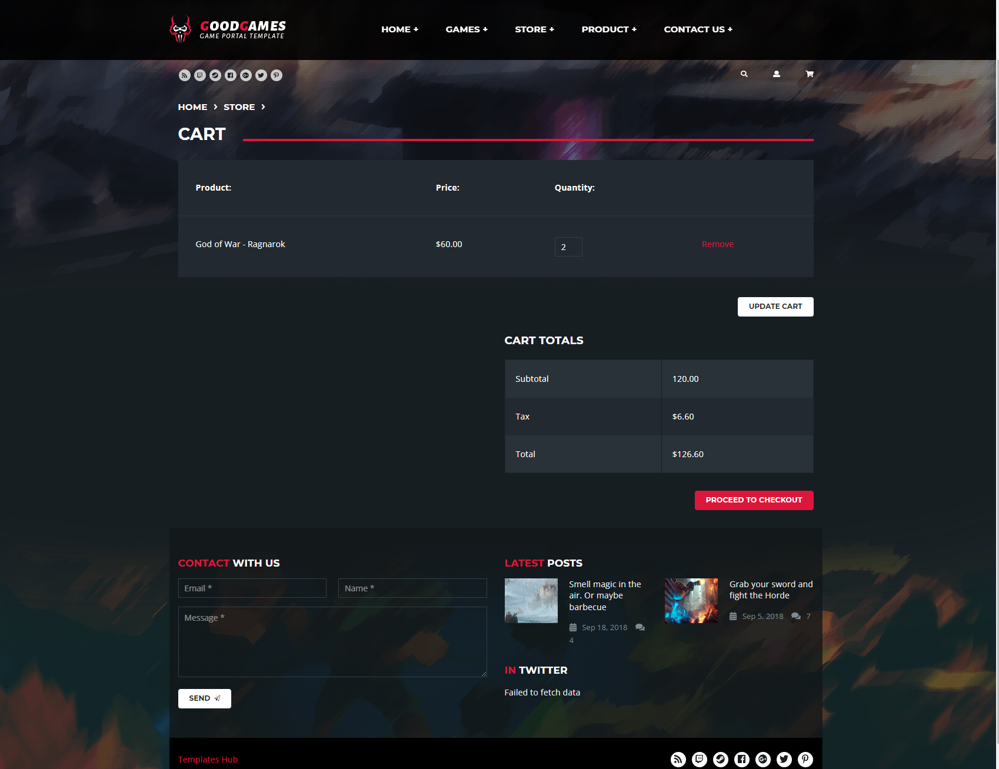 GOODGAMES
GAME PORTAL TEMPLATE
HOME +
GAMES +
STORE +
PRODUCT +
CONTACT US +
HOME
STORE
CART
Product:
Price:
Quantity:
God of War - Ragnarok
$60.00
2
Remove
UPDATE CART
CART TOTALS
Subtotal
120.00
Tax
$6.60
Total
$126.60
PROCEED TO CHECKOUT
CONTACT WITH US
Email *
Name *
Message *
SEND
LATEST POSTS
Smell magic in the
air. Or maybe
barbecue
Sep 18, 2018
4
Grab your sword and
fight the Horde
Sep 5, 2018
7
IN TWITTER
Failed to fetch data
Templates Hub